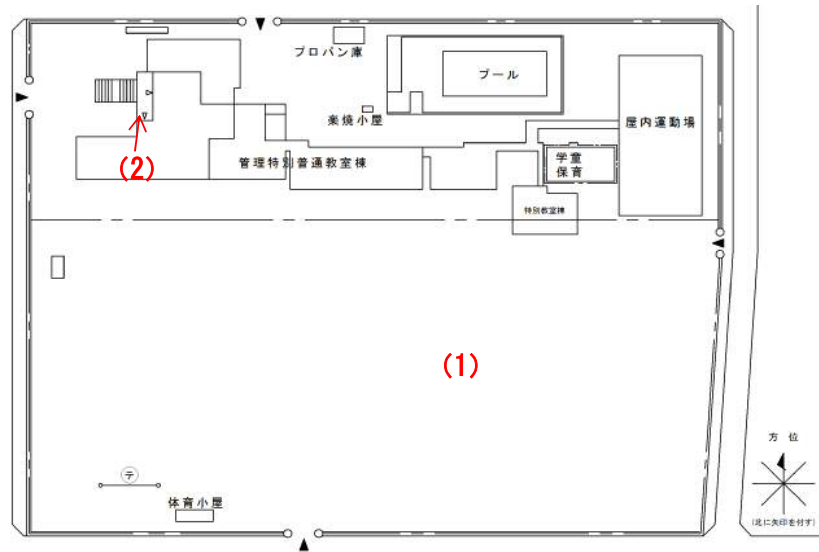 プロパン庫
プール
楽焼小屋
屋内運動場
(2)
管理特別普通教室棟
学童
保育
特別教室棟
(1)
方 位
テ
体育小屋
(北に矢印を付す)